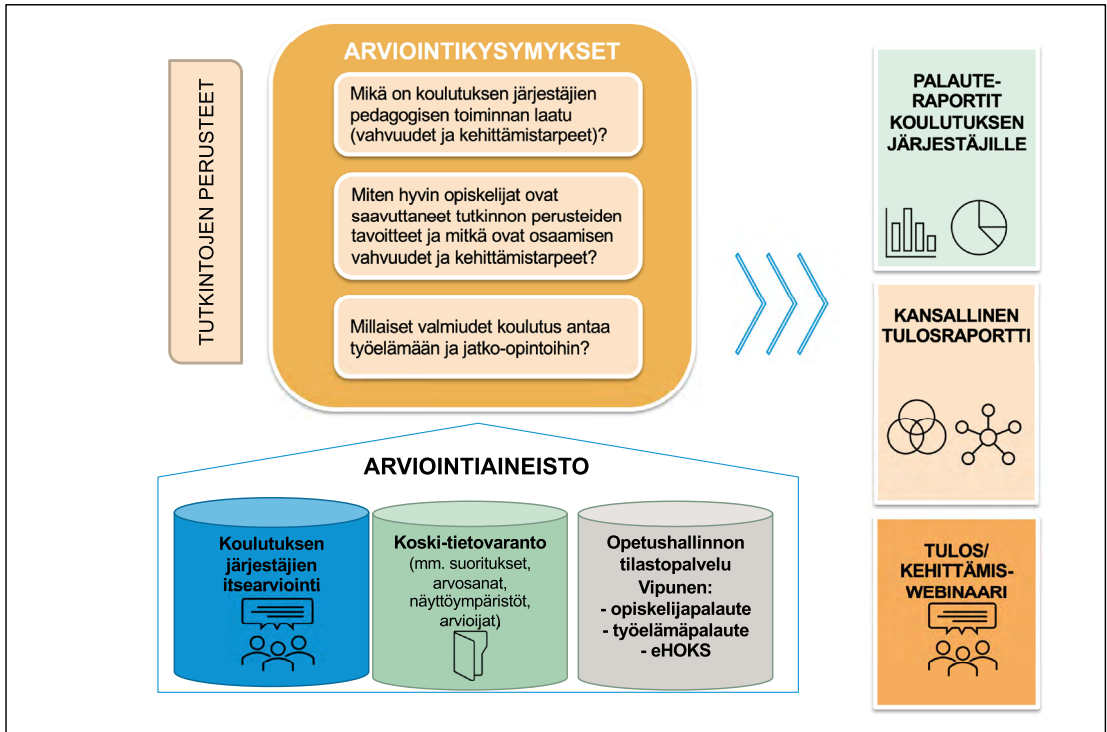 TUTKINTOJEN PERUSTEET
ARVIOINTIKYSYMYKSET
Mikä on koulutuksen järjestäjien
pedagogisen toiminnan laatu
(vahvuudet ja kehittämistarpeet)?
Miten hyvin opiskelijat ovat
saavuttaneet tutkinnon perusteiden
tavoitteet ja mitkä ovat osaamisen
vahvuudet ja kehittämistarpeet?
Millaiset valmiudet koulutus antaa
työelämään ja jatko-opintoihin?
ARVIOINTIAINEISTO
Koulutuksen
järjestäjien
itsearviointi
Koski-tietovaranto
(mm. suoritukset,
arvosanat,
näyttöympäristöt,
arvioijat)
Opetushallinnon
tilastopalvelu
Vipunen:
- opiskelijapalaute
- työelämäpalaute
- eHOKS
PALAUTE-
RAPORTIT
KOULUTUKSEN
JÄRJESTÄJILLE
KANSALLINEN
TULOSRAPORTTI
TULOS/
KEHITTÄMIS-
WEBINAARI